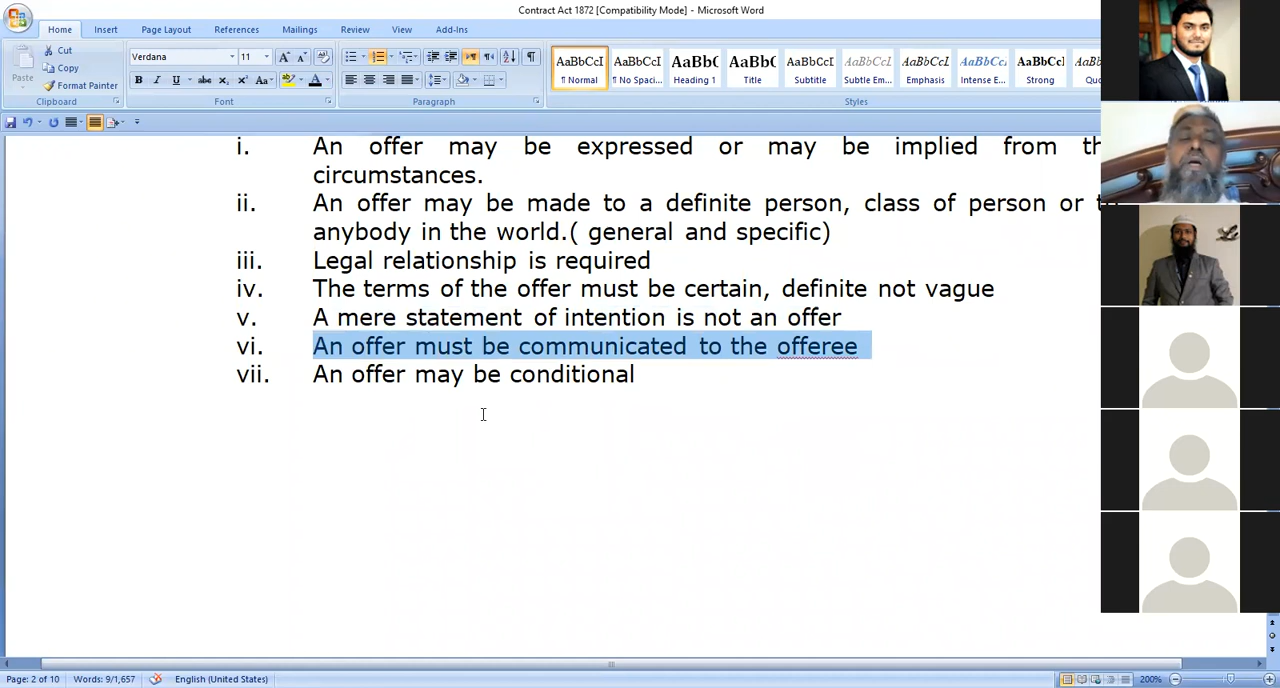 Contract Act 1872 [Compatibility Mode] - Microsoft Word
Home Insert Page Layout References Mailings Review View Add-Ins
Paste
Cut
Copy
Format Painter
Clipboard
Verdana 11
B I U abc
Font
Paragraph
AaBbCcI AaBbCcI AaBb( AaBb( AaBbCcI AaBbCcI AaBbCcL AaBbCcI AaBbCcI
¶ Normal ¶ No Spaci... Heading 1 Title Subtitle Subtle Em... Emphasis Intense E... Strong
Styles
i. An offer may be expressed or may be implied from
circumstances.
ii. An offer may be made to a definite person, class of person or
anybody in the world.( general and specific)
iii. Legal relationship is required
iv. The terms of the offer must be certain, definite not vague
v. A mere statement of intention is not an offer
vi. An offer must be communicated to the offeree
vii. An offer may be conditional
Page: 2 of 10 Words: 9/1,657 English (United States) 200%